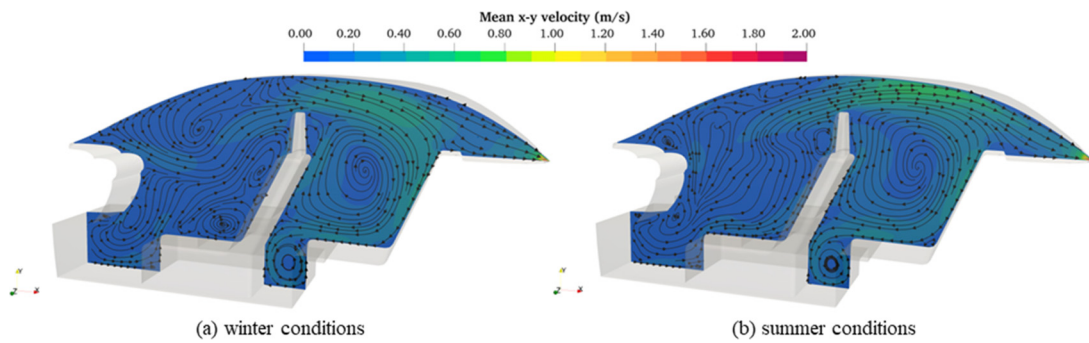 Mean x-y velocity (m/s)
0.00 0.20 0.40 0.60 0.80 1.00 1.20 1.40 1.60 1.80 2.00
Y
Z X
Y
Z X
(a) winter conditions
(b) summer conditions